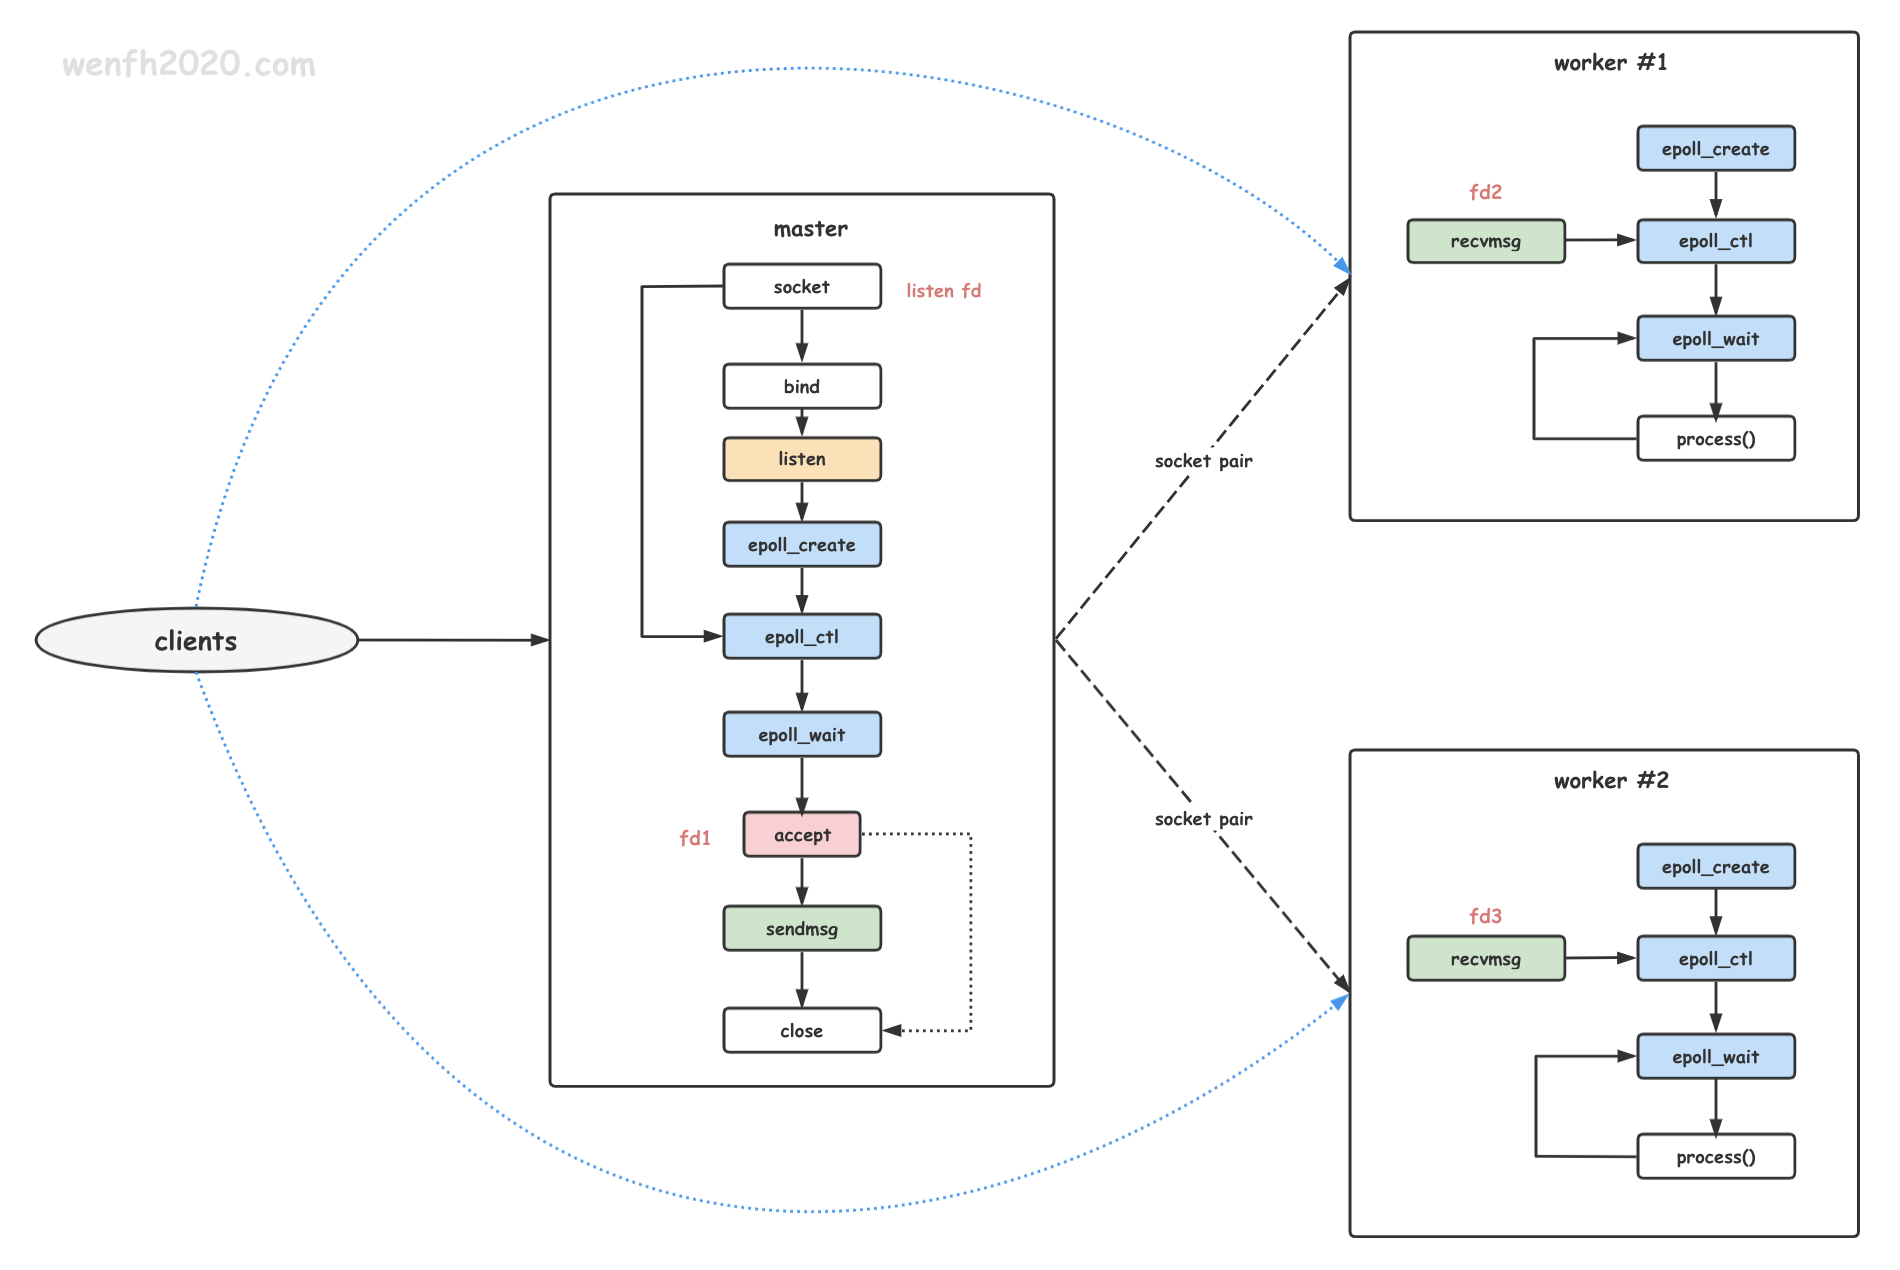 wenfh2020.com
clients
master
socket
listen fd
bind
listen
epoll_create
epoll_ctl
epoll_wait
fd1
accept
sendmsg
close
socket pair
socket pair
worker #1
epoll_create
fd2
recvmsg
epoll_ctl
epoll_wait
process()
worker #2
epoll_create
fd3
recvmsg
epoll_ctl
epoll_wait
process()